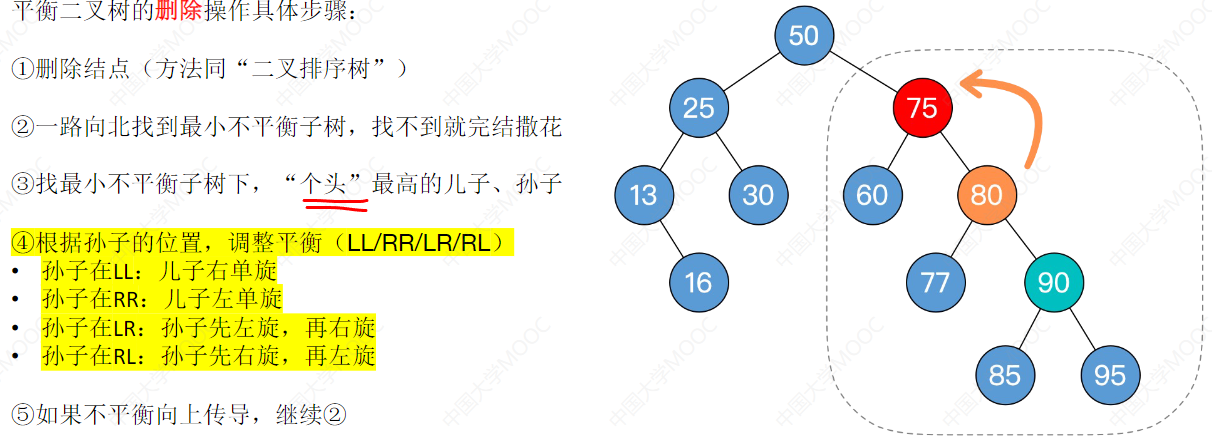 平衡二叉树的删除操作具体步骤：
①删除结点（方法同“二叉排序树”）
②一路向北找到最小不平衡子树，找不到就完结撒花
③找最小不平衡子树下，“个头”最高的儿子、孙子
④根据孙子的位置，调整平衡（LL/RR/LR/RL）
• 孙子在LL：儿子右单旋
• 孙子在RR：儿子左单旋
• 孙子在LR：孙子先左旋，再右旋
• 孙子在RL：孙子先右旋，再左旋
⑤如果不平衡向上传导，继续②
50
25
75
13
30
60
80
16
77
90
85
95
中国大学MOOC